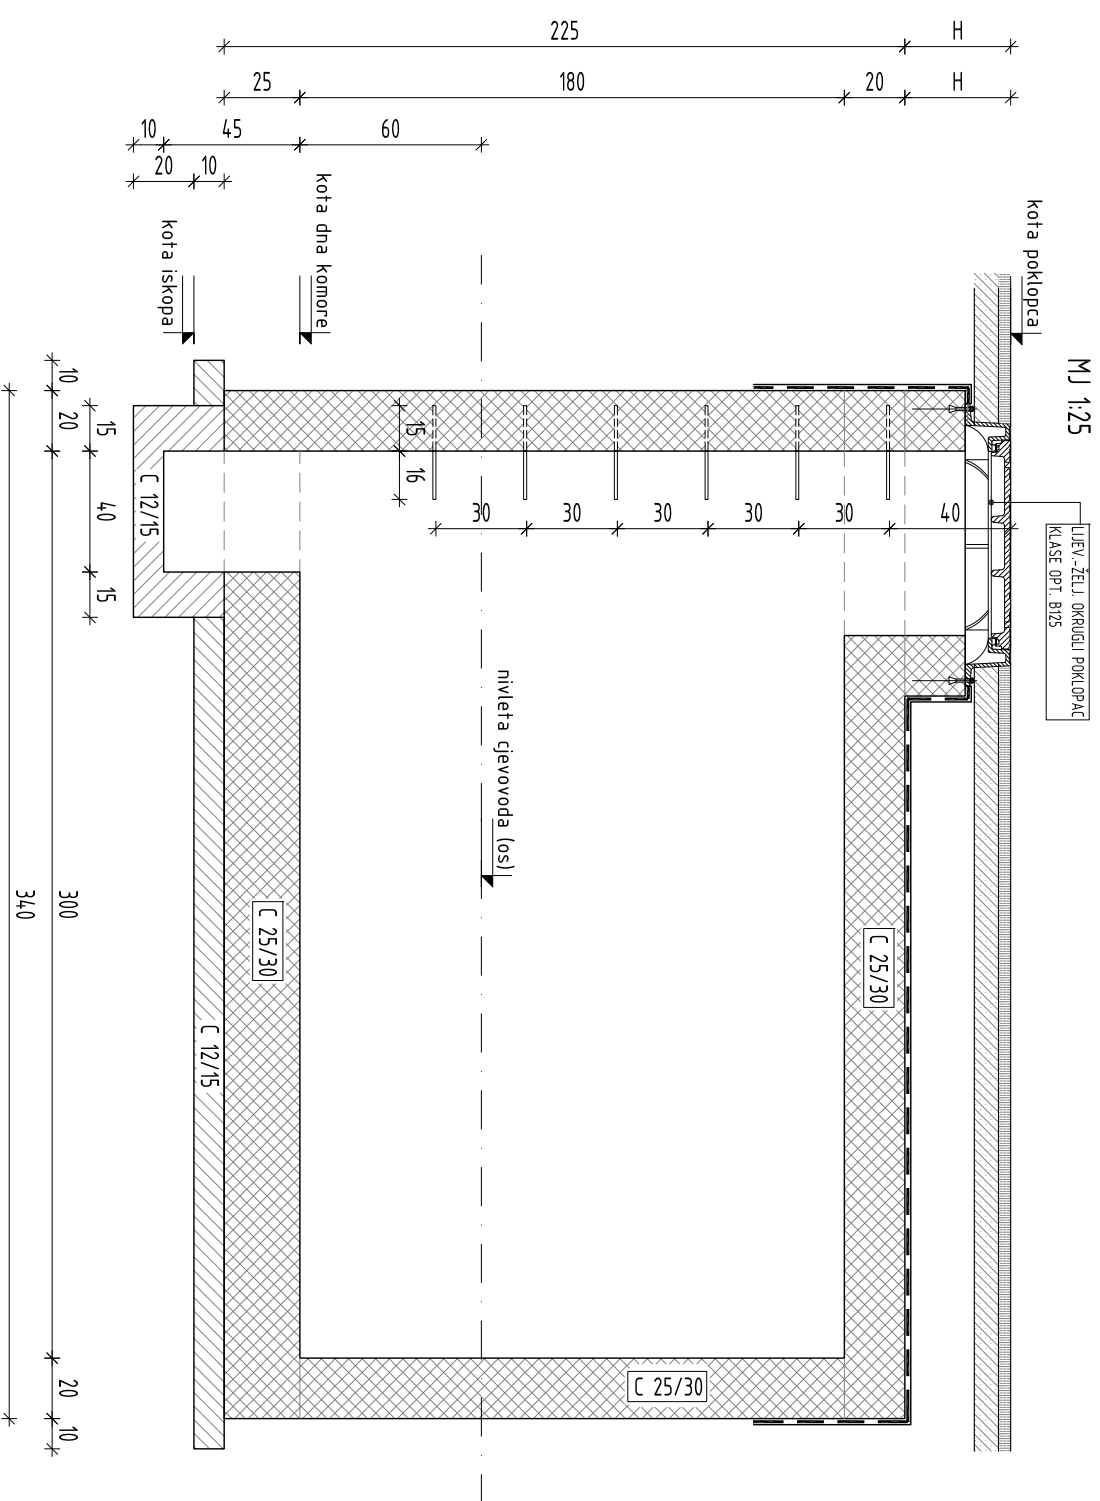 MJ 1:25
kota poklopca
LIJEV.-ŽELJ. OKRUGLI POKLOPAC
KLASE OPT. B125
H
225
H
20
180
25
60
45
10
10
20
kota dna komore
kota iskopa
15
16
40
30
30
30
30
30
nivleta cjevovoda (os)
C 25/30
C 25/30
C 25/30
C 12/15
C 12/15
15
40
15
10
20
300
20
10
340